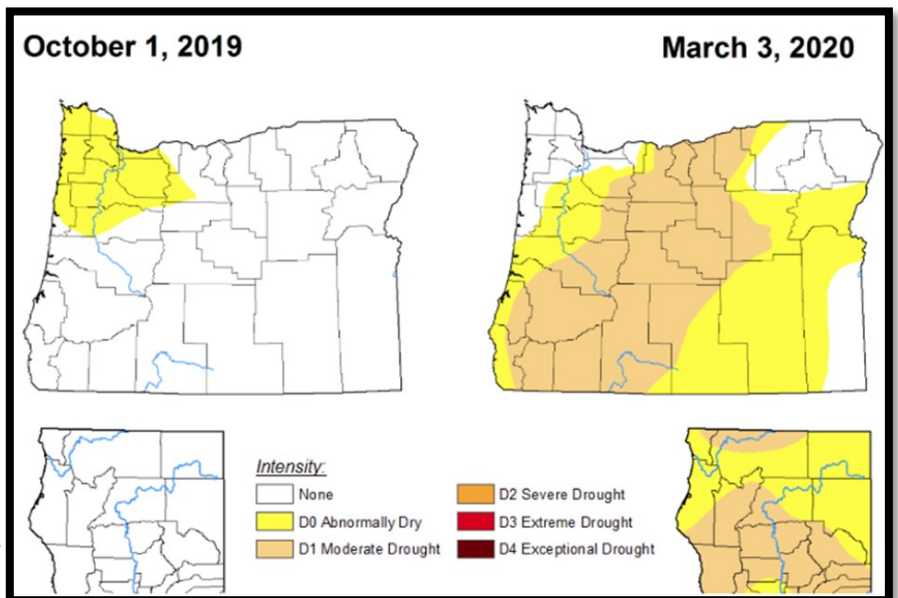 October 1, 2019
March 3, 2020
Intensity:
None
D0 Abnormally Dry
D1 Moderate Drought
D2 Severe Drought
D3 Extreme Drought
D4 Exceptional Drought